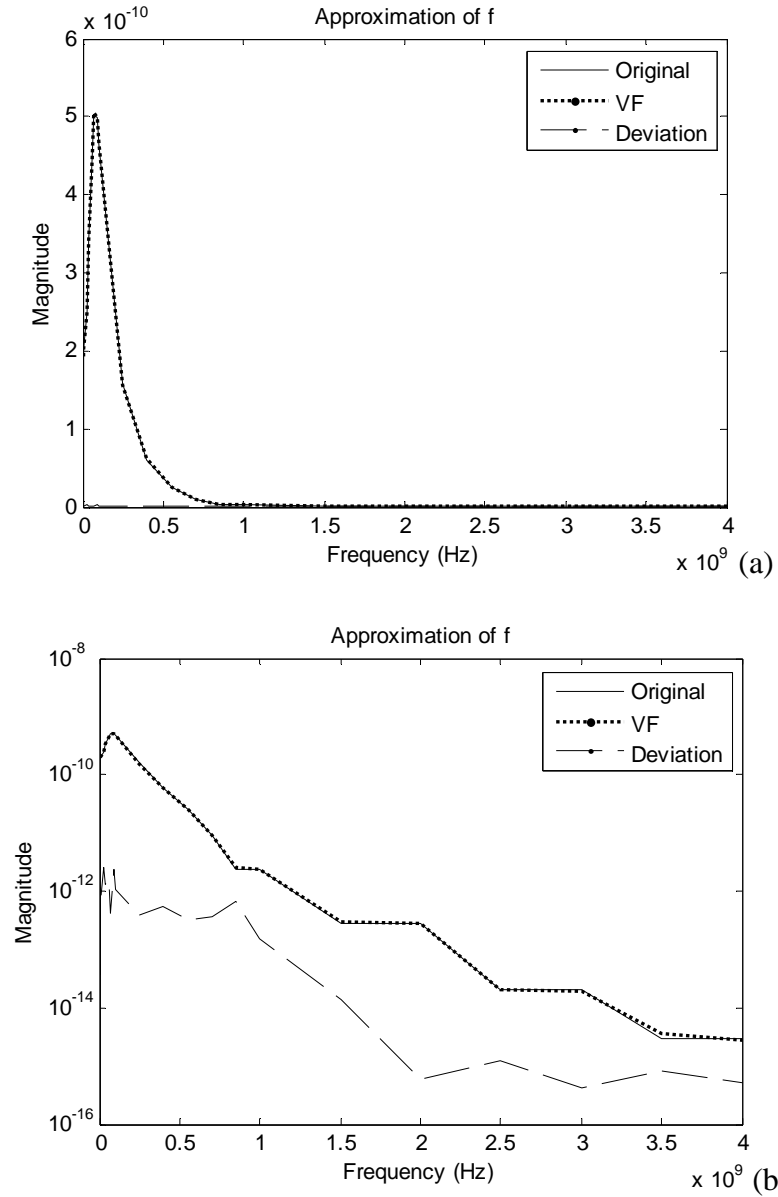 x 10^-10
Approximation of f
Original
VF
Deviation
6
5
4
3
2
1
0
Magnitude
0 0.5 1 1.5 2 2.5 3 3.5 4
Frequency (Hz)
x 10^9 (a)
Approximation of f
Original
VF
Deviation
10^-8
10^-10
10^-12
10^-14
10^-16
Magnitude
0 0.5 1 1.5 2 2.5 3 3.5 4
Frequency (Hz)
x 10^9 (b